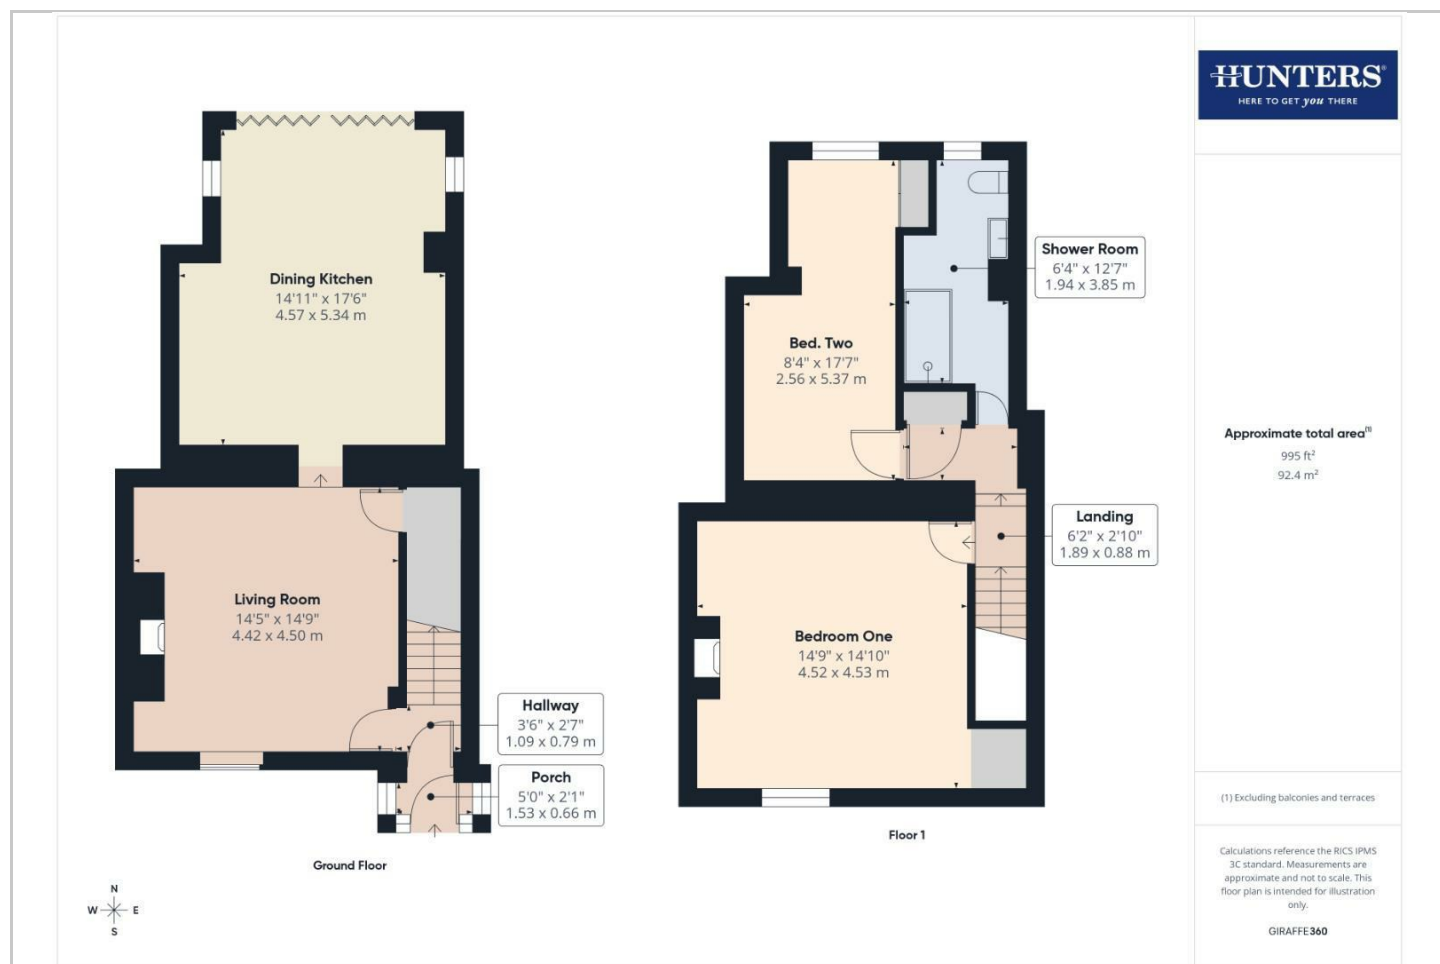 HUNTERS®
HERE TO GET you THERE
Dining Kitchen
14'11" x 17'6"
4.57 x 5.34 m
Living Room
14'5" x 14'9"
4.42 x 4.50 m
Hallway
3'6" x 2'7"
1.09 x 0.79 m
Porch
5'0" x 2'1"
1.53 x 0.66 m
Ground Floor
Shower Room
6'4" x 12'7"
1.94 x 3.85 m
Bed. Two
8'4" x 17'7"
2.56 x 5.37 m
Landing
6'2" x 2'10"
1.89 x 0.88 m
Bedroom One
14'9" x 14'10"
4.52 x 4.53 m
Floor 1
N
W E
S
Approximate total area⁽¹⁾
995 ft²
92.4 m²
(1) Excluding balconies and terraces
Calculations reference the RICS IPMS
3C standard. Measurements are
approximate and not to scale. This
floor plan is intended for illustration
only.
GIRAFFE360